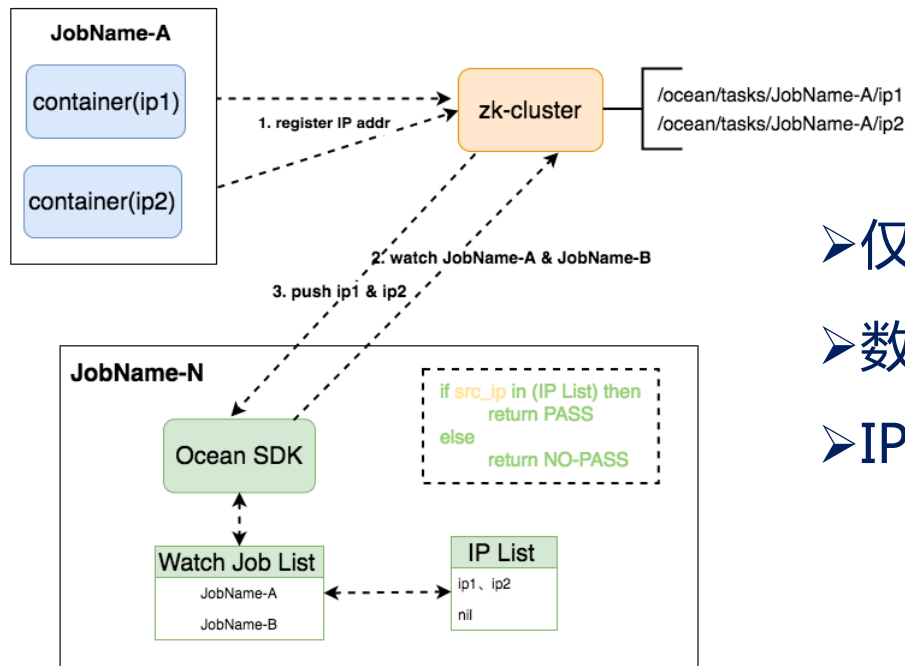 JobName-A
container(ip1)
container(ip2)
1. register IP addr
zk-cluster
/ocean/tasks/JobName-A/ip1
/ocean/tasks/JobName-A/ip2
2. watch JobName-A & JobName-B
3. push ip1 & ip2
➢仅
➢数
➢IP
JobName-N
if src_ip in (IP List) then
return PASS
else
return NO-PASS
Ocean SDK
Watch Job List
JobName-A
JobName-B
IP List
ip1、ip2
nil